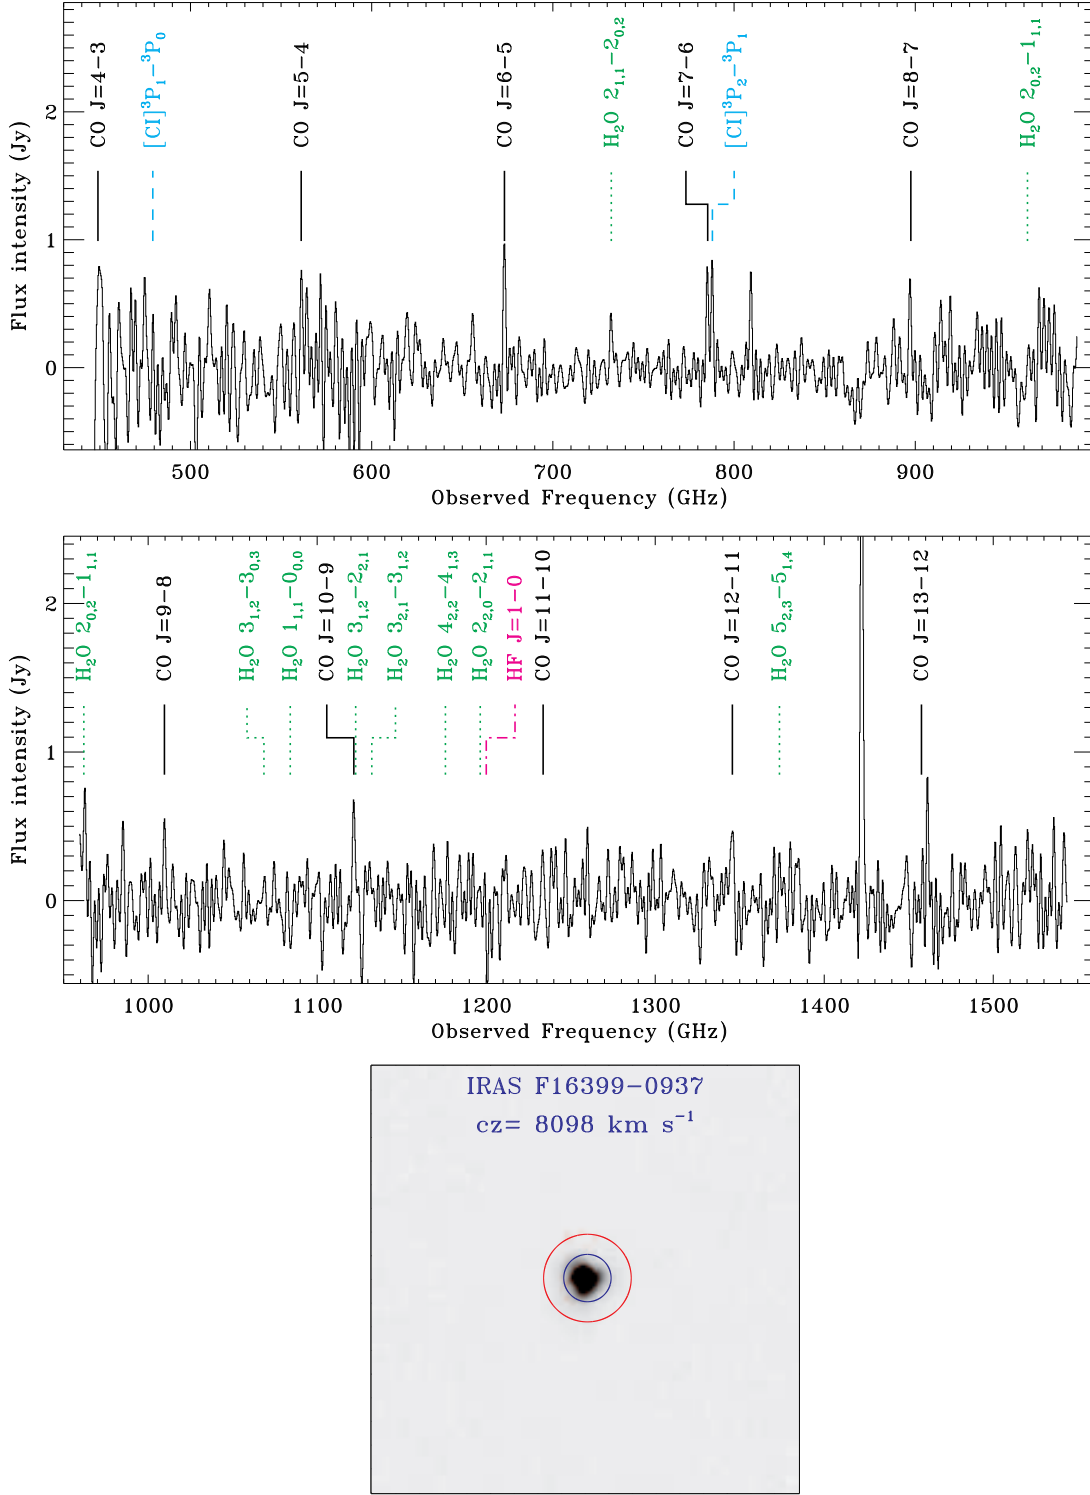 CO J=4−3
[CI]³P₁−³P₀
CO J=5−4
CO J=6−5
H₂O 2₁,₁−2₀,₂
CO J=7−6
[CI]³P₂−³P₁
CO J=8−7
H₂O 2₀,₂−1₁,₁
2
1
0
Flux intensity (Jy)
500 600 700 800 900
Observed Frequency (GHz)
H₂O 2₀,₂−1₁,₁
CO J=9−8
H₂O 3₁,₂−3₀,₃
H₂O 1₁,₁−0₀,₀
CO J=10−9
H₂O 3₁,₂−2₂,₁
H₂O 3₂,₁−3₁,₂
H₂O 4₂,₂−4₁,₃
H₂O 2₂,₀−2₁,₁
HF J=1−0
CO J=11−10
CO J=12−11
H₂O 5₂,₃−5₁,₄
CO J=13−12
2
1
0
Flux intensity (Jy)
1000 1100 1200 1300 1400 1500
Observed Frequency (GHz)
IRAS F16399−0937
cz= 8098 km s⁻¹